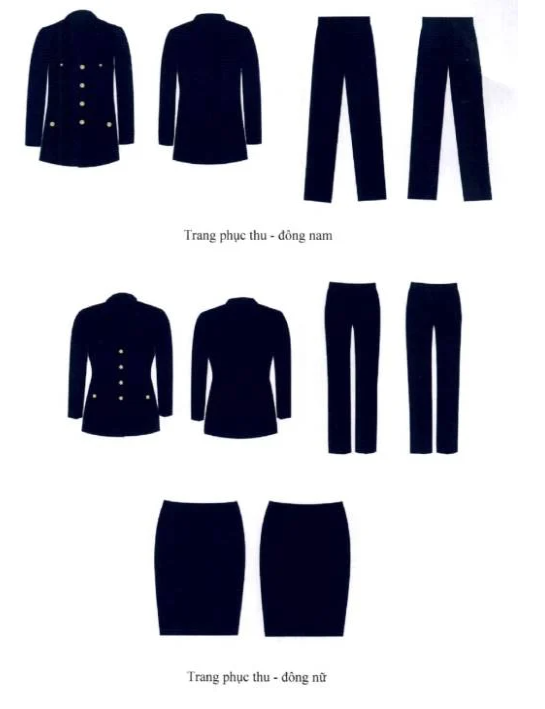 Trang phục thu - đông nam
Trang phục thu - đông nữ